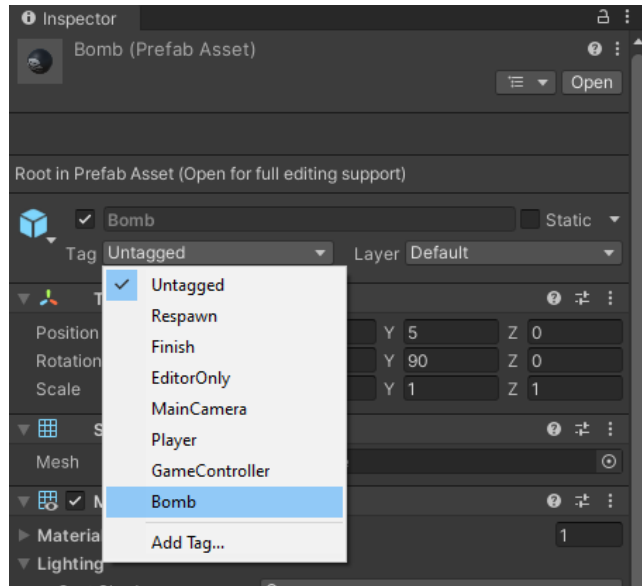 Inspector
Bomb (Prefab Asset)
Open
Root in Prefab Asset (Open for full editing support)
Bomb Static
Tag Untagged Layer Default
Untagged
Respawn
Finish
EditorOnly
MainCamera
Player
GameController
Bomb
Add Tag...
T
Position Y 5 Z 0
Rotation Y 90 Z 0
Scale Y 1 Z 1
S
Mesh
M
Materia 1
Lighting